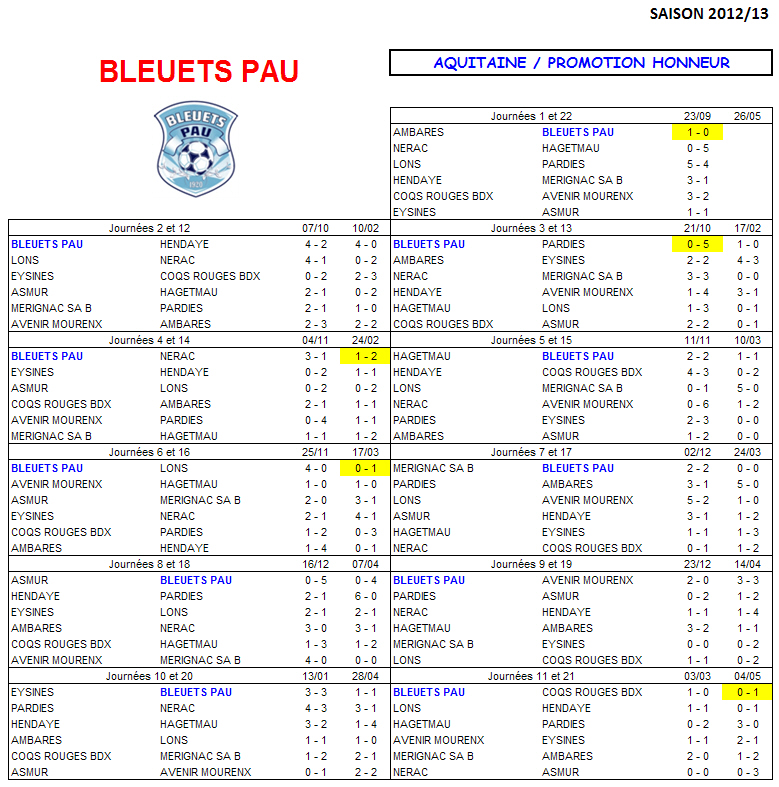 SAISON 2012/13
BLEUETS PAU
AQUITAINE / PROMOTION HONNEUR
BLEUETS
PAU
1920
Journées 1 et 22 23/09 26/05
AMBARES BLEUETS PAU 1 - 0
NERAC HAGETMAU 0 - 5
LONS PARDIES 5 - 4
HENDAYE MERIGNAC SA B 3 - 1
COQS ROUGES BDX AVENIR MOURENX 3 - 2
EYSINES ASMUR 1 - 1
Journées 2 et 12 07/10 10/02
BLEUETS PAU HENDAYE 4 - 2 4 - 0
LONS NERAC 4 - 1 0 - 2
EYSINES COQS ROUGES BDX 0 - 2 2 - 3
ASMUR HAGETMAU 2 - 1 0 - 2
MERIGNAC SA B PARDIES 2 - 1 1 - 0
AVENIR MOURENX AMBARES 2 - 3 2 - 2
Journées 3 et 13 21/10 17/02
BLEUETS PAU PARDIES 0 - 5 1 - 0
AMBARES EYSINES 2 - 2 4 - 3
NERAC MERIGNAC SA B 3 - 3 0 - 0
HENDAYE AVENIR MOURENX 1 - 4 3 - 1
HAGETMAU LONS 1 - 3 0 - 1
COQS ROUGES BDX ASMUR 2 - 2 0 - 1
Journées 4 et 14 04/11 24/02
BLEUETS PAU NERAC 3 - 1 1 - 2
EYSINES HENDAYE 0 - 2 1 - 1
ASMUR LONS 0 - 2 0 - 2
COQS ROUGES BDX AMBARES 2 - 1 1 - 1
AVENIR MOURENX PARDIES 0 - 4 1 - 1
MERIGNAC SA B HAGETMAU 1 - 1 1 - 2
Journées 5 et 15 11/11 10/03
HAGETMAU BLEUETS PAU 2 - 2 1 - 1
HENDAYE COQS ROUGES BDX 4 - 3 0 - 2
LONS MERIGNAC SA B 0 - 1 5 - 0
NERAC AVENIR MOURENX 0 - 6 1 - 2
PARDIES EYSINES 2 - 3 0 - 0
AMBARES ASMUR 1 - 2 0 - 0
Journées 6 et 16 25/11 17/03
BLEUETS PAU LONS 4 - 0 0 - 1
AVENIR MOURENX HAGETMAU 1 - 0 1 - 0
ASMUR MERIGNAC SA B 2 - 0 3 - 1
EYSINES NERAC 2 - 1 4 - 1
COQS ROUGES BDX PARDIES 1 - 2 0 - 3
AMBARES HENDAYE 1 - 4 0 - 1
Journées 7 et 17 02/12 24/03
MERIGNAC SA B BLEUETS PAU 2 - 2 0 - 0
PARDIES AMBARES 3 - 1 5 - 0
LONS AVENIR MOURENX 5 - 2 1 - 0
ASMUR HENDAYE 3 - 1 1 - 2
HAGETMAU EYSINES 1 - 1 1 - 3
NERAC COQS ROUGES BDX 0 - 1 1 - 2
Journées 8 et 18 16/12 07/04
ASMUR BLEUETS PAU 0 - 5 0 - 4
HENDAYE PARDIES 2 - 1 6 - 0
EYSINES LONS 2 - 1 2 - 1
AMBARES NERAC 3 - 0 3 - 1
COQS ROUGES BDX HAGETMAU 1 - 3 1 - 2
AVENIR MOURENX MERIGNAC SA B 4 - 0 0 - 0
Journées 9 et 19 23/12 14/04
BLEUETS PAU AVENIR MOURENX 2 - 0 3 - 3
PARDIES ASMUR 0 - 2 1 - 2
NERAC HENDAYE 1 - 1 1 - 4
HAGETMAU AMBARES 3 - 2 1 - 1
MERIGNAC SA B EYSINES 0 - 0 0 - 2
LONS COQS ROUGES BDX 1 - 1 0 - 2
Journées 10 et 20 13/01 28/04
EYSINES BLEUETS PAU 3 - 3 1 - 1
PARDIES NERAC 4 - 3 3 - 1
HENDAYE HAGETMAU 3 - 2 1 - 4
AMBARES LONS 1 - 1 1 - 0
COQS ROUGES BDX MERIGNAC SA B 1 - 2 2 - 1
ASMUR AVENIR MOURENX 0 - 1 2 - 2
Journées 11 et 21 03/03 04/05
BLEUETS PAU COQS ROUGES BDX 1 - 0 0 - 1
LONS HENDAYE 1 - 1 0 - 1
HAGETMAU PARDIES 0 - 2 3 - 0
AVENIR MOURENX EYSINES 1 - 1 2 - 1
MERIGNAC SA B AMBARES 2 - 0 1 - 2
NERAC ASMUR 0 - 0 0 - 3